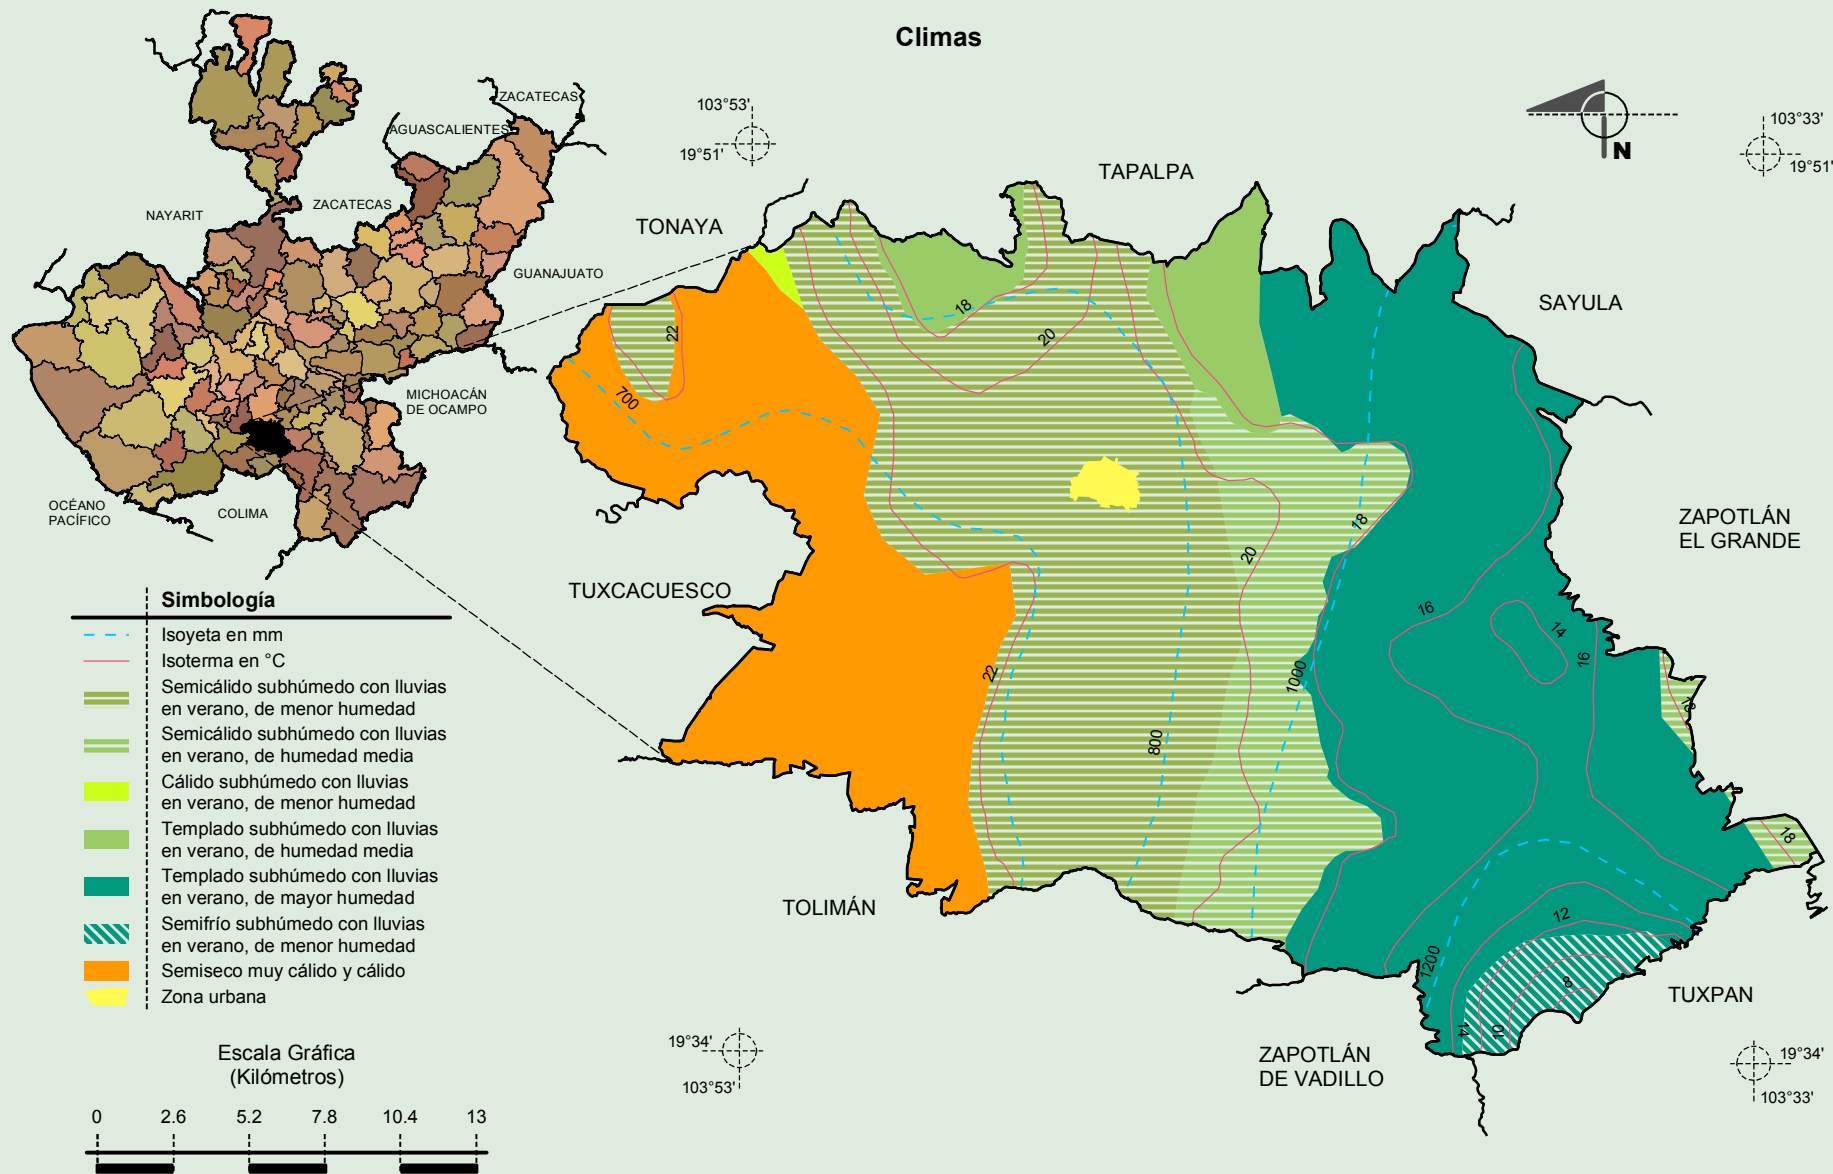 Climas
ZACATECAS
AGUASCALIENTES
NAYARIT
ZACATECAS
GUANAJUATO
MICHOACÁN
DE OCAMPO
OCÉANO
PACÍFICO
COLIMA
103°53'
19°51'
N
103°33'
19°51'
TAPALPA
TONAYA
SAYULA
ZAPOTLÁN
EL GRANDE
TUXCACUESCO
TOLIMÁN
TUXPAN
ZAPOTLÁN
DE VADILLO
22
700
18
20
18
20
16
14
16
18
22
1000
800
18
12
1200
8
14
10
Simbología
Isoyeta en mm
Isoterma en °C
Semicálido subhúmedo con lluvias
en verano, de menor humedad
Semicálido subhúmedo con lluvias
en verano, de humedad media
Cálido subhúmedo con lluvias
en verano, de menor humedad
Templado subhúmedo con lluvias
en verano, de humedad media
Templado subhúmedo con lluvias
en verano, de mayor humedad
Semifrío subhúmedo con lluvias
en verano, de menor humedad
Semiseco muy cálido y cálido
Zona urbana
Escala Gráfica
(Kilómetros)
0 2.6 5.2 7.8 10.4 13
19°34'
103°53'
19°34'
103°33'